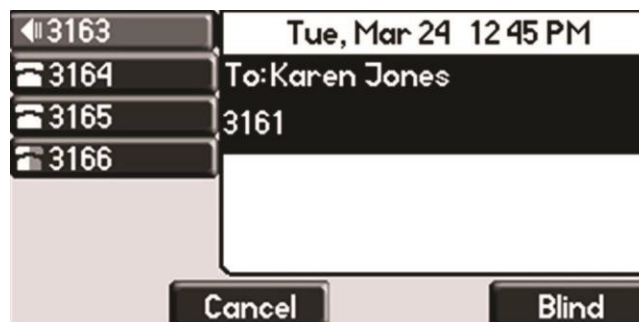 3163
Tue, Mar 24 12 45 PM
3164
To:Karen Jones
3165
3161
3166
Cancel
Blind